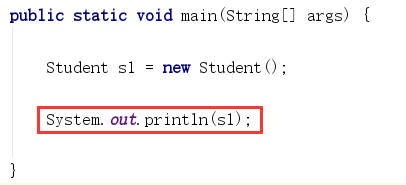 public static void main(String[] args) {
Student s1 = new Student();
System.out.println(s1);
}